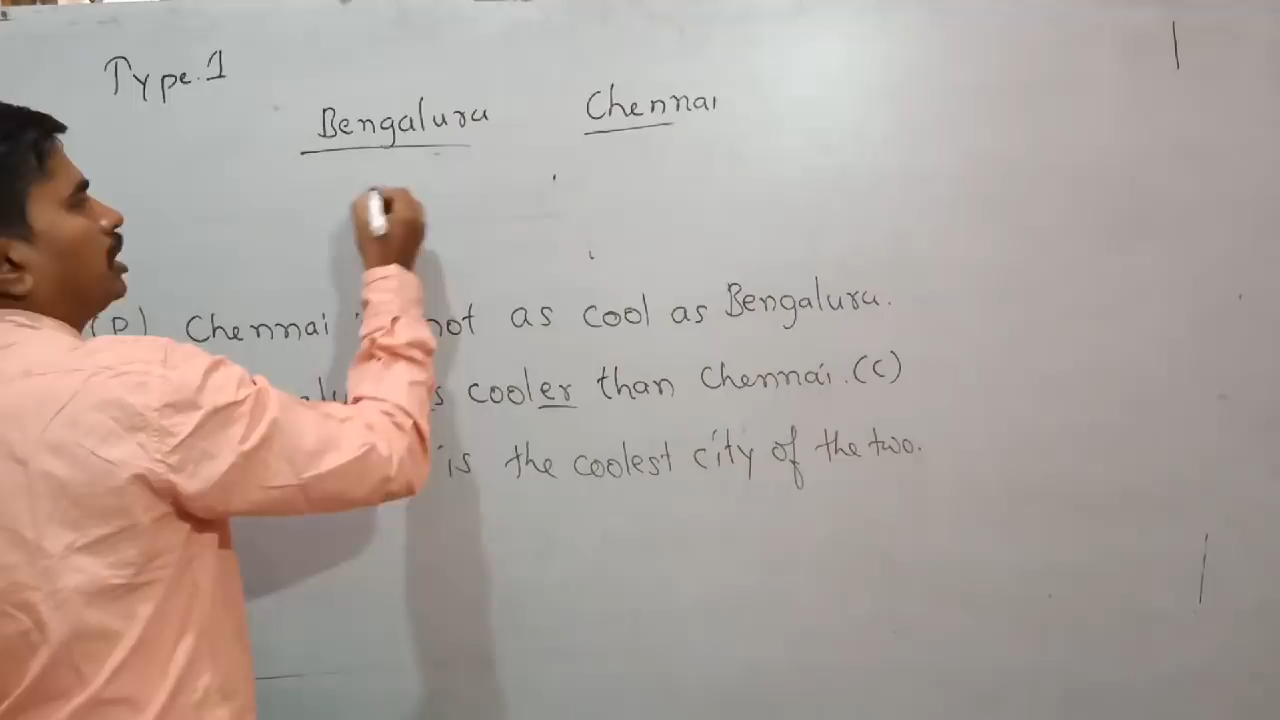 Type.1
Bengaluru Chennai
(P) Chennai not as cool as Bengaluru.
cooler than Chennai. (C)
is the coolest city of the two.